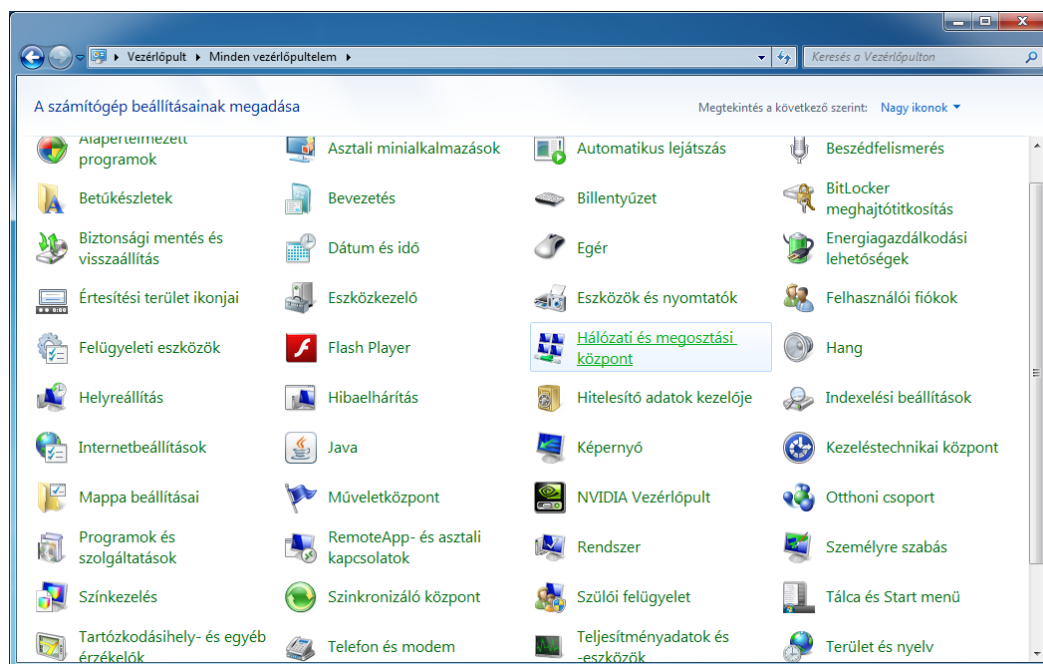 Vezérlőpult ▸ Minden vezérlőpultelem ▸
Keresés a Vezérlőpulton
A számítógép beállításainak megadása
Megtekintés a következő szerint: Nagy ikonok
Alapértelmezett
programok
Asztali minialkalmazások
Automatikus lejátszás
Beszédfelismerés
Betűkészletek
Bevezetés
Billentyűzet
BitLocker
meghajtótitkosítás
Biztonsági mentés és
visszaállítás
Dátum és idő
Egér
Energiagazdálkodási
lehetőségek
Értesítési terület ikonjai
Eszközkezelő
Eszközök és nyomtatók
Felhasználói fiókok
Felügyeleti eszközök
Flash Player
Hálózati és megosztási
központ
Hang
Helyreállítás
Hibaelhárítás
Hitelesítő adatok kezelője
Indexelési beállítások
Internetbeállítások
Java
Képernyő
Kezeléstechnikai központ
Mappa beállításai
Műveletközpont
NVIDIA Vezérlőpult
Otthoni csoport
Programok és
szolgáltatások
RemoteApp- és asztali
kapcsolatok
Rendszer
Személyre szabás
Színkezelés
Szinkronizáló központ
Szülői felügyelet
Tálca és Start menü
Tartózkodásihely- és egyéb
érzékelők
Telefon és modem
Teljesítményadatok és
-eszközök
Terület és nyelv